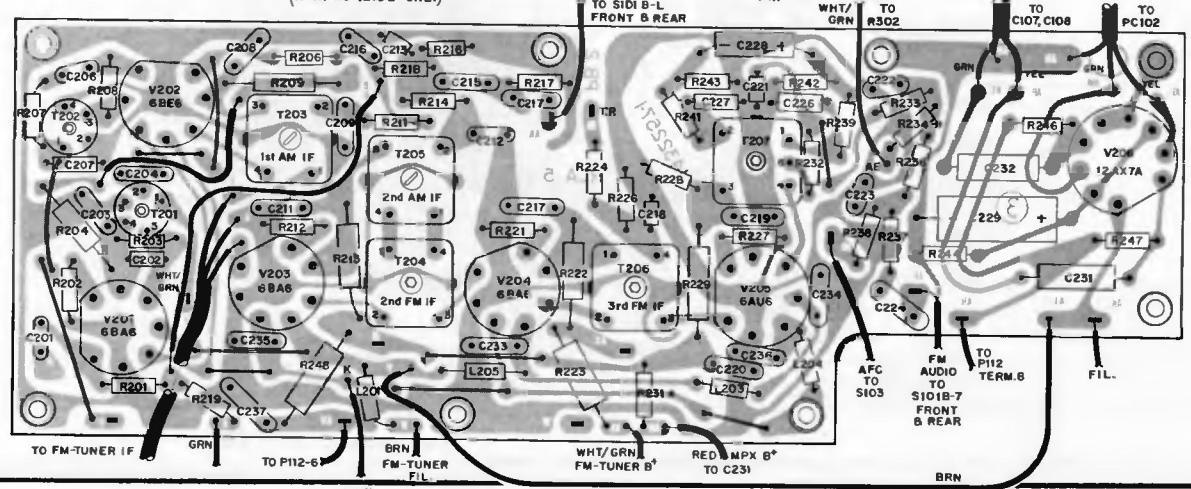 TO SIDI B-L
FRONT & REAR
WHT/
GRN
TO
R302
TO
C107, C108
TO
PC102
C208
R206
C216
C213
R216
C228
GRN
YEL
GRN
YEL
C206
R208
V202
6BE6
R209
R218
C215
R217
R243
C221
R242
C222
R233
R207
T202
T203
C209
R214
C217
C227
C226
R241
R239
R234
R246
V206
12AX7A
1st AM IF
R211
C212
T.R
T207
C207
C204
T205
2nd AM IF
R224
R228
R232
AE
C232
C203
T201
C211
R212
C217
R226
C218
C219
C223
229
R204
R203
C202
R213
R221
R227
R238
R247
WHT/
GRN
V203
6BA6
T204
2nd FM IF
V204
R222
T206
3rd FM IF
R229
V205
6AU6
C234
C231
R202
V201
6BA6
C201
C235
C233
C236
R201
R248
K
L205
R223
C220
L203
L204
R219
C237
L201
R231
AFC
TO
S103
FM
AUDIO
TO
S101B-7
FRONT
& REAR
TO
P112
TERM.8
FIL.
TO FM-TUNER IF
GRN
TO P112-6
BRN
FM-TUNER
FIL.
WHT/GRN
FM-TUNER B+
RED MPX B+
TO C231
BRN